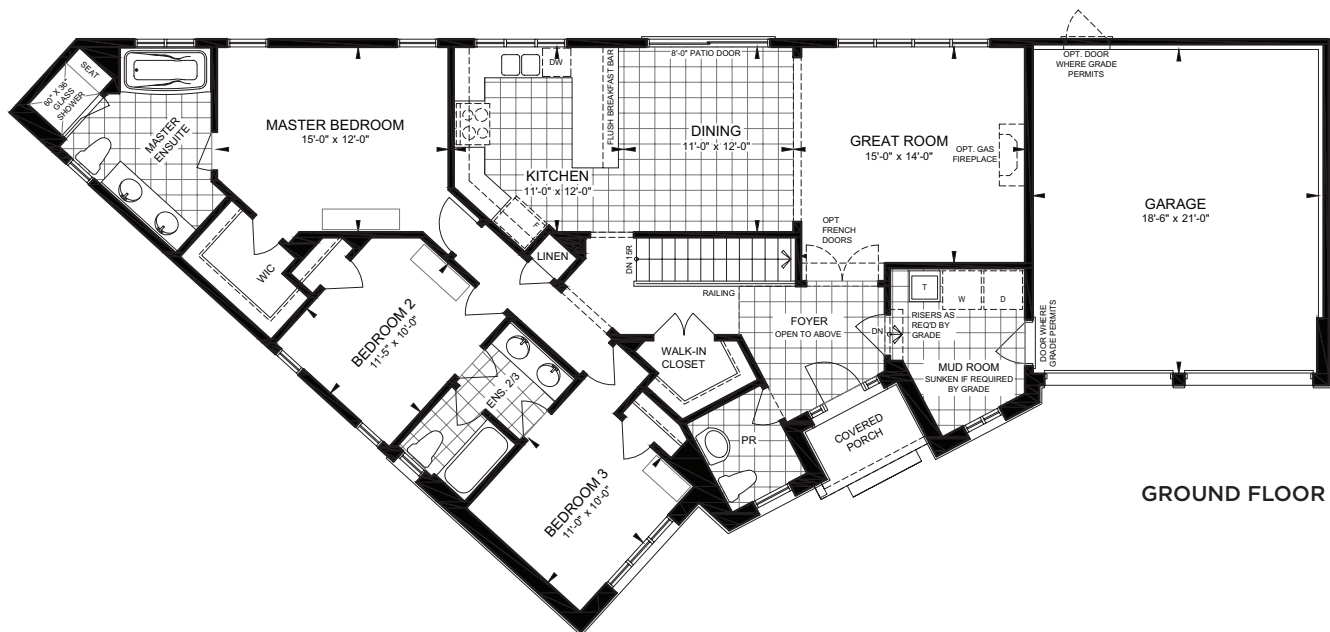 SEAT
60" X 36"
GLASS
SHOWER
MASTER
ENSUITE
MASTER BEDROOM
15'-0" x 12'-0"
WIC
DW
FLUSH BREAKFAST BAR
KITCHEN
11'-0" x 12'-0"
8'-0" PATIO DOOR
DINING
11'-0" x 12'-0"
GREAT ROOM
15'-0" x 14'-0"
OPT. GAS
FIREPLACE
OPT. DOOR
WHERE GRADE
PERMITS
GARAGE
18'-6" x 21'-0"
OPT
FRENCH
DOORS
LINEN
DN 15R
RAILING
BEDROOM 2
11'-5" x 10'-0"
ENS. 2/3
WALK-IN
CLOSET
FOYER
OPEN TO ABOVE
T
W
D
RISERS AS
REQ'D BY
GRADE
DN
DOOR WHERE
GRADE PERMITS
MUD ROOM
SUNKEN IF REQUIRED
BY GRADE
PR
COVERED
PORCH
BEDROOM 3
11'-0" x 10'-0"
GROUND FLOOR